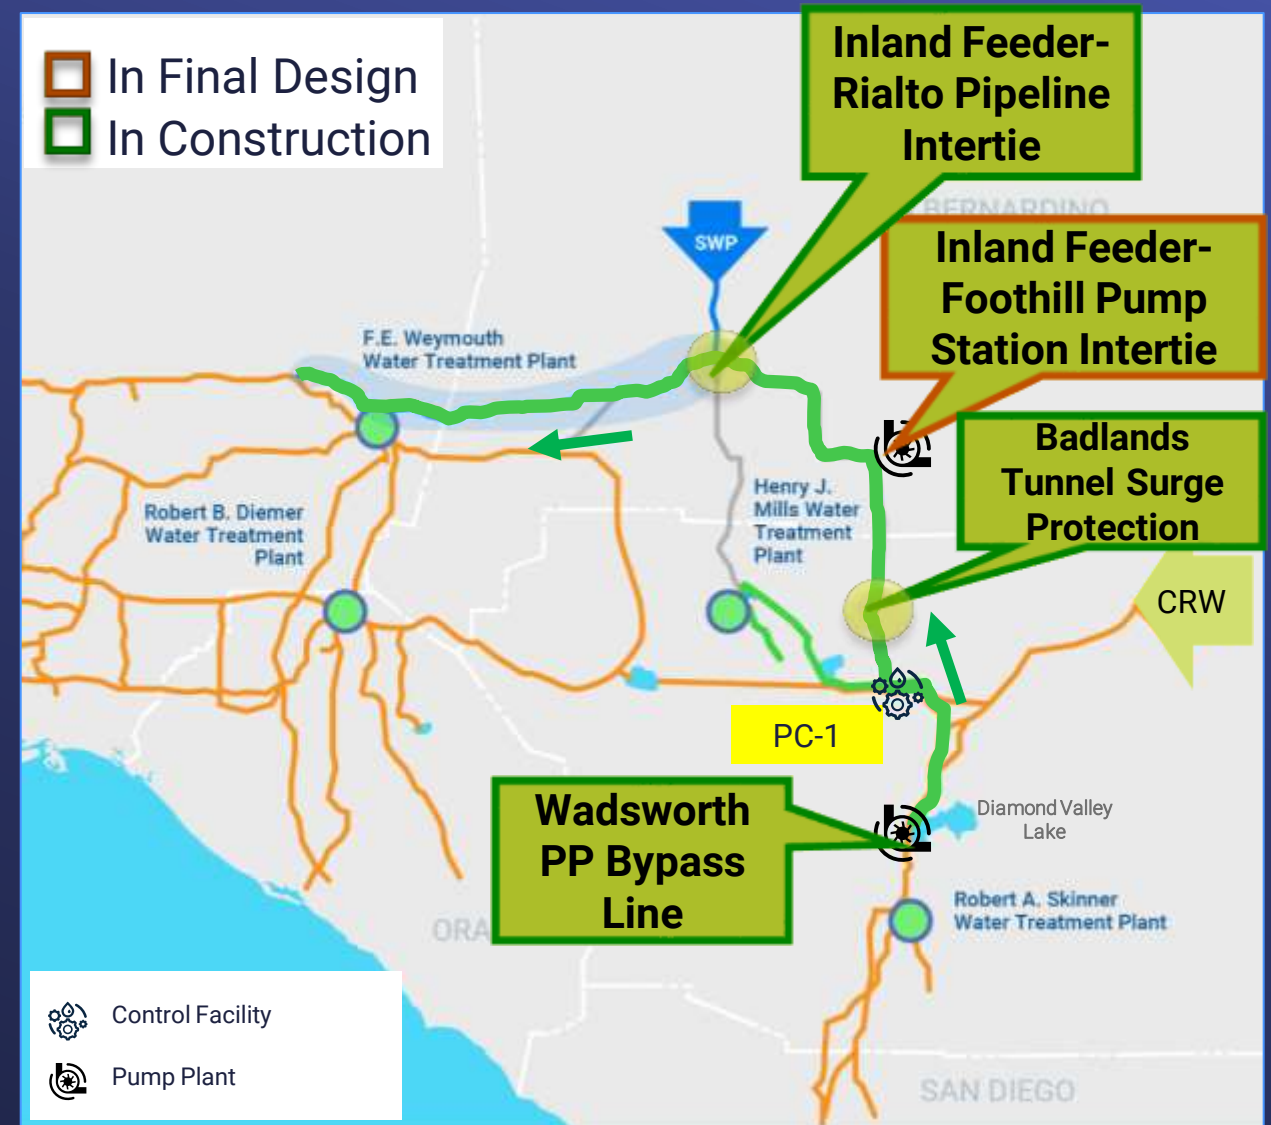 In Final Design
In Construction
Inland Feeder-
Rialto Pipeline
Intertie
BERNARDINO
SWP
Inland Feeder-
Foothill Pump
Station Intertie
F.E. Weymouth
Water Treatment Plant
Badlands
Tunnel Surge
Protection
Henry J.
Mills Water
Treatment
Plant
Robert B. Diemer
Water Treatment
Plant
CRW
PC-1
Wadsworth
PP Bypass
Line
Diamond Valley
Lake
Robert A. Skinner
Water Treatment Plant
ORA
Control Facility
Pump Plant
SAN DIEGO